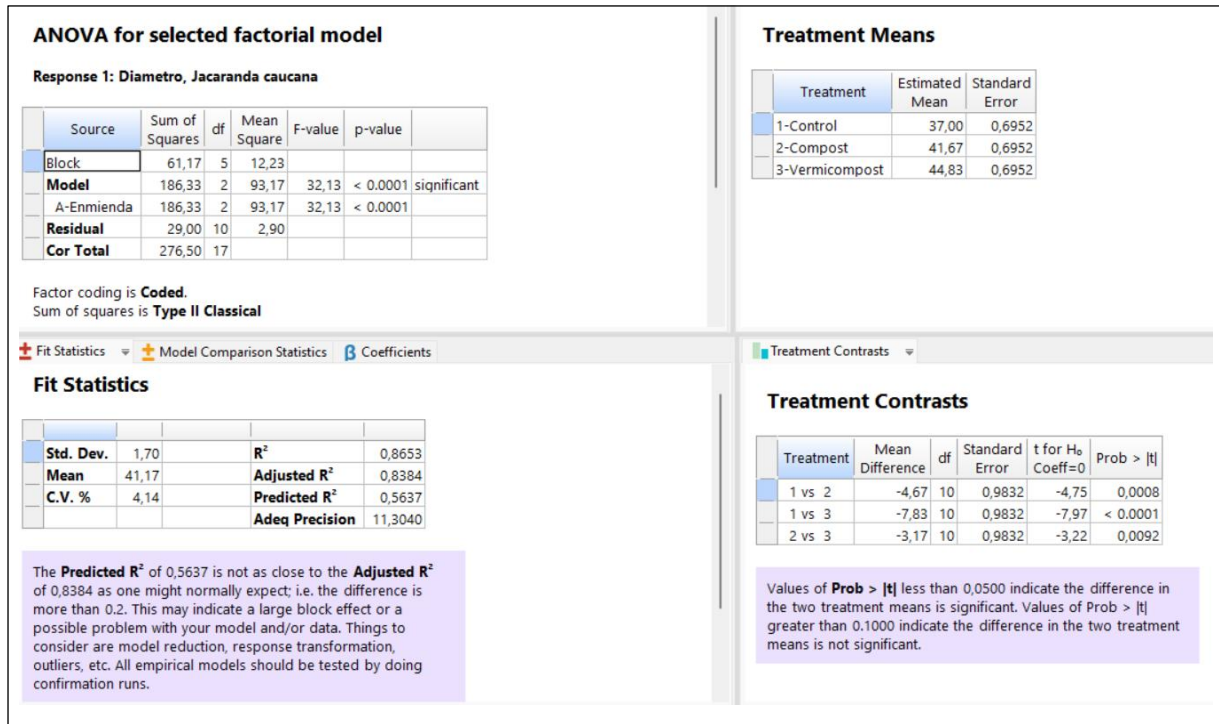 ANOVA for selected factorial model
Response 1: Diametro, Jacaranda caucana
Source Sum of Squares df Mean Square F-value p-value
Block 61,17 5 12,23
Model 186,33 2 93,17 32,13 < 0.0001 significant
A-Enmienda 186,33 2 93,17 32,13 < 0.0001
Residual 29,00 10 2,90
Cor Total 276,50 17
Factor coding is Coded.
Sum of squares is Type II Classical
Treatment Means
Treatment Estimated Mean Standard Error
1-Control 37,00 0,6952
2-Compost 41,67 0,6952
3-Vermicompost 44,83 0,6952
Fit Statistics Model Comparison Statistics β Coefficients
Fit Statistics
Std. Dev. 1,70 R² 0,8653
Mean 41,17 Adjusted R² 0,8384
C.V. % 4,14 Predicted R² 0,5637
Adeq Precision 11,3040
The Predicted R² of 0,5637 is not as close to the Adjusted R²
of 0,8384 as one might normally expect; i.e. the difference is
more than 0.2. This may indicate a large block effect or a
possible problem with your model and/or data. Things to
consider are model reduction, response transformation,
outliers, etc. All empirical models should be tested by doing
confirmation runs.
Treatment Contrasts
Treatment Contrasts
Treatment Mean Difference df Standard Error t for H₀ Coeff=0 Prob > |t|
1 vs 2 -4,67 10 0,9832 -4,75 0,0008
1 vs 3 -7,83 10 0,9832 -7,97 < 0.0001
2 vs 3 -3,17 10 0,9832 -3,22 0,0092
Values of Prob > |t| less than 0,0500 indicate the difference in
the two treatment means is significant. Values of Prob > |t|
greater than 0.1000 indicate the difference in the two treatment
means is not significant.